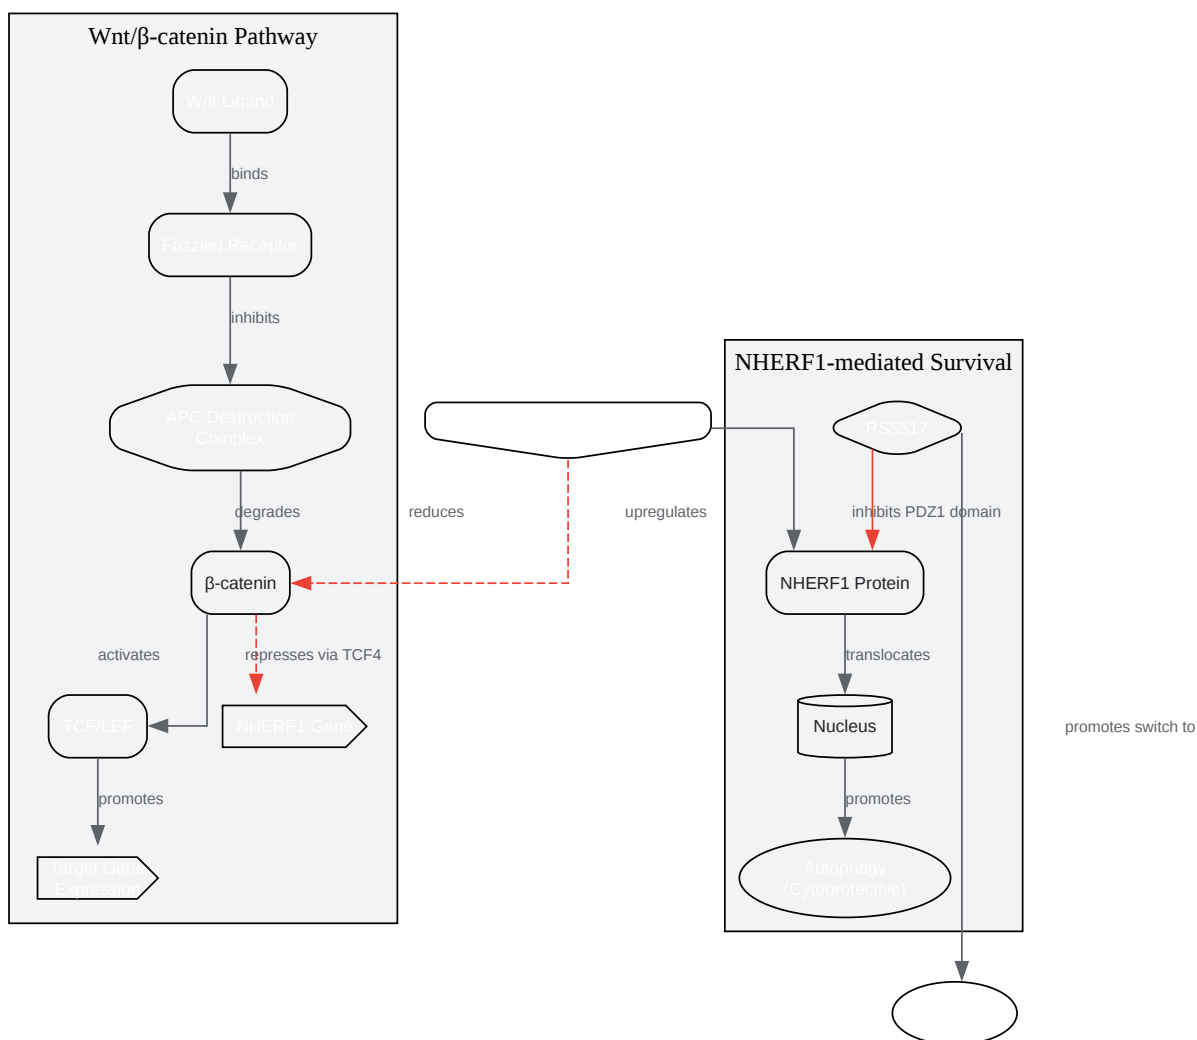 Wnt/β-catenin Pathway
Wnt Ligand
binds
Frizzled Receptor
inhibits
APC Destruction
Complex
degrades
β-catenin
activates
represses via TCF4
TCF/LEF
NHERF1 Gene
promotes
Target Gene
Expression
reduces
upregulates
NHERF1-mediated Survival
RS5517
inhibits PDZ1 domain
NHERF1 Protein
translocates
Nucleus
promotes
Autophagy
(Cytoprotective)
promotes switch to